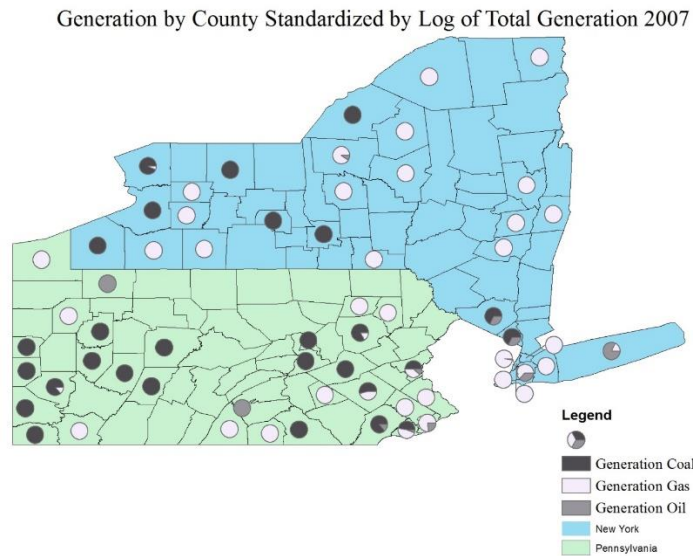 Generation by County Standardized by Log of Total Generation 2007
Legend
Generation Coal
Generation Gas
Generation Oil
New York
Pennsylvania